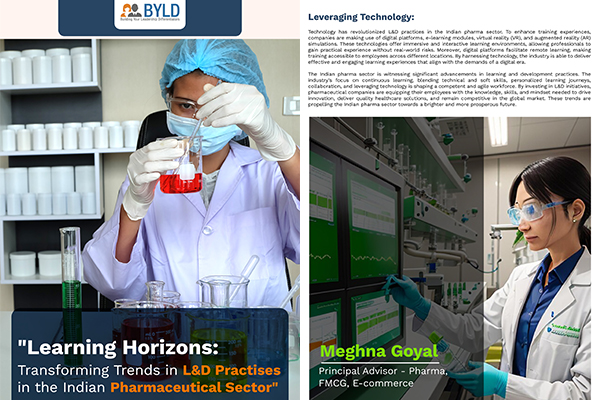 BYLD
Building Your Leadership Differentiators
"Learning Horizons:
Transforming Trends in L&D Practises
in the Indian Pharmaceutical Sector"
Leveraging Technology:
Technology has revolutionized L&D practices in the Indian pharma sector. To enhance training experiences,
companies are making use of digital platforms, e-learning modules, virtual reality (VR), and augmented reality (AR)
simulations. These technologies offer immersive and interactive learning environments, allowing professionals to
gain practical experience without real-world risks. Moreover, digital platforms facilitate remote learning, making
training accessible to employees across different locations. By harnessing technology, the industry is able to deliver
effective and engaging learning experiences that align with the demands of a digital era.
The Indian pharma sector is witnessing significant advancements in learning and development practices. The
industry's focus on continuous learning, blending technical and soft skills, personalized learning journeys,
collaboration, and leveraging technology is shaping a competent and agile workforce. By investing in L&D initiatives,
pharmaceutical companies are equipping their employees with the knowledge, skills, and mindset needed to drive
innovation, deliver quality healthcare solutions, and remain competitive in the global market. These trends are
propelling the Indian pharma sector towards a brighter and more prosperous future.
Meghna Goyal
Principal Advisor - Pharma,
FMCG, E-commerce